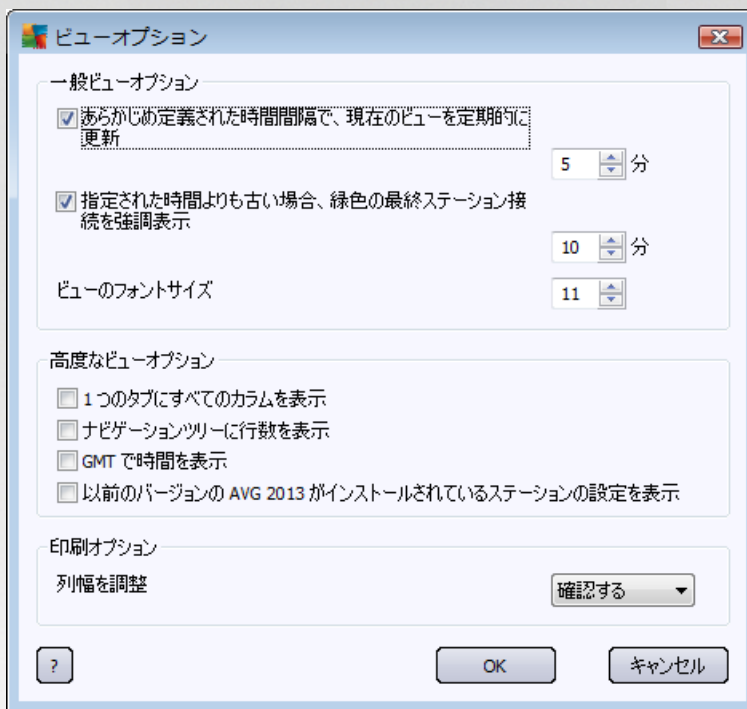 ビューオプション
一般ビューオプション
あらかじめ定義された時間間隔で、現在のビューを定期的に
更新
5 分
指定された時間よりも古い場合、緑色の最終ステーション接
続を強調表示
10 分
ビューのフォントサイズ 11
高度なビューオプション
1つのタブにすべてのカラムを表示
ナビゲーションツリーに行数を表示
GMT で時間を表示
以前のバージョンの AVG 2013 がインストールされているステーションの設定を表示
印刷オプション
列幅を調整 確認する
? OK キャンセル